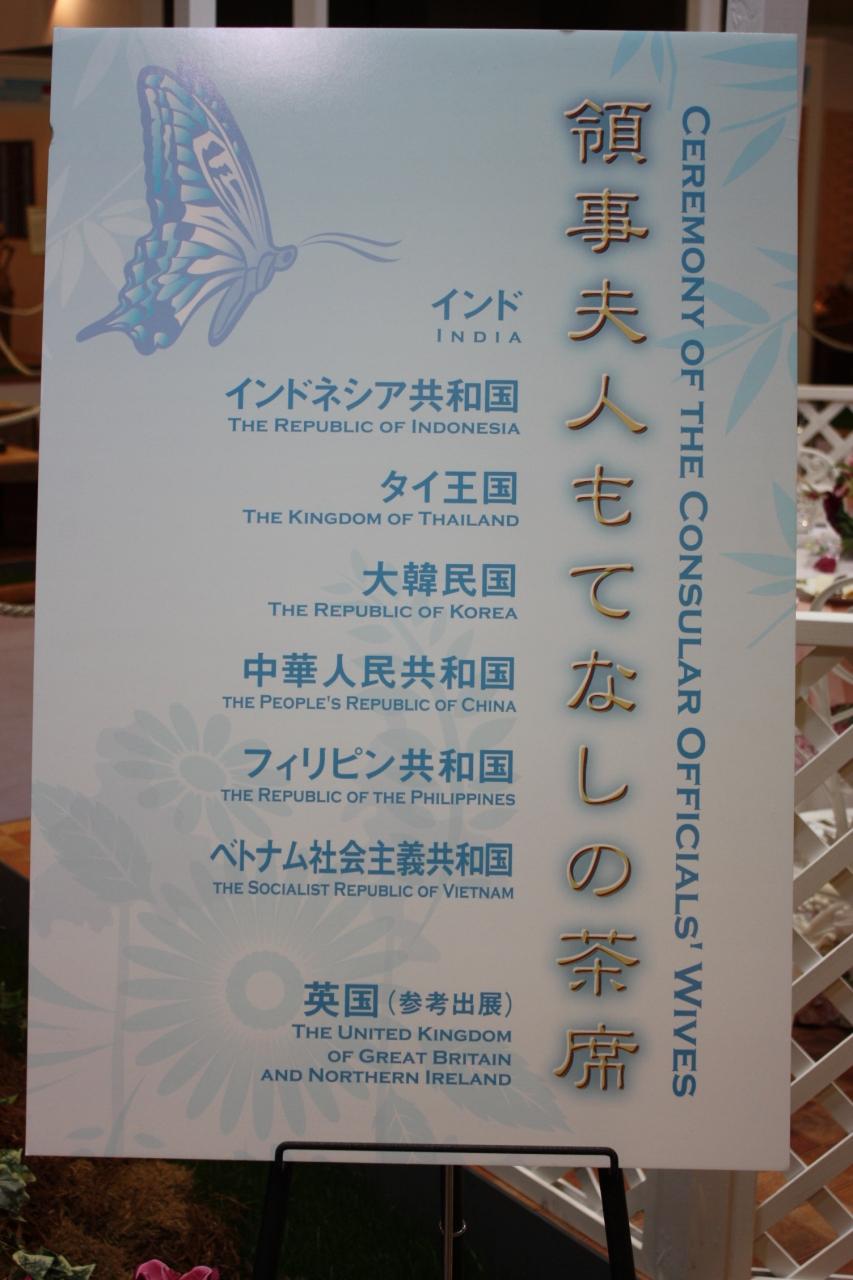 CEREMONY OF THE CONSULAR OFFICIALS' WIVES
領事夫人もてなしの茶席
インド
INDIA
インドネシア共和国
THE REPUBLIC OF INDONESIA
タイ王国
THE KINGDOM OF THAILAND
大韓民国
THE REPUBLIC OF KOREA
中華人民共和国
THE PEOPLE'S REPUBLIC OF CHINA
フィリピン共和国
THE REPUBLIC OF THE PHILIPPINES
ベトナム社会主義共和国
THE SOCIALIST REPUBLIC OF VIETNAM
英国(参考出展)
THE UNITED KINGDOM
OF GREAT BRITAIN
AND NORTHERN IRELAND